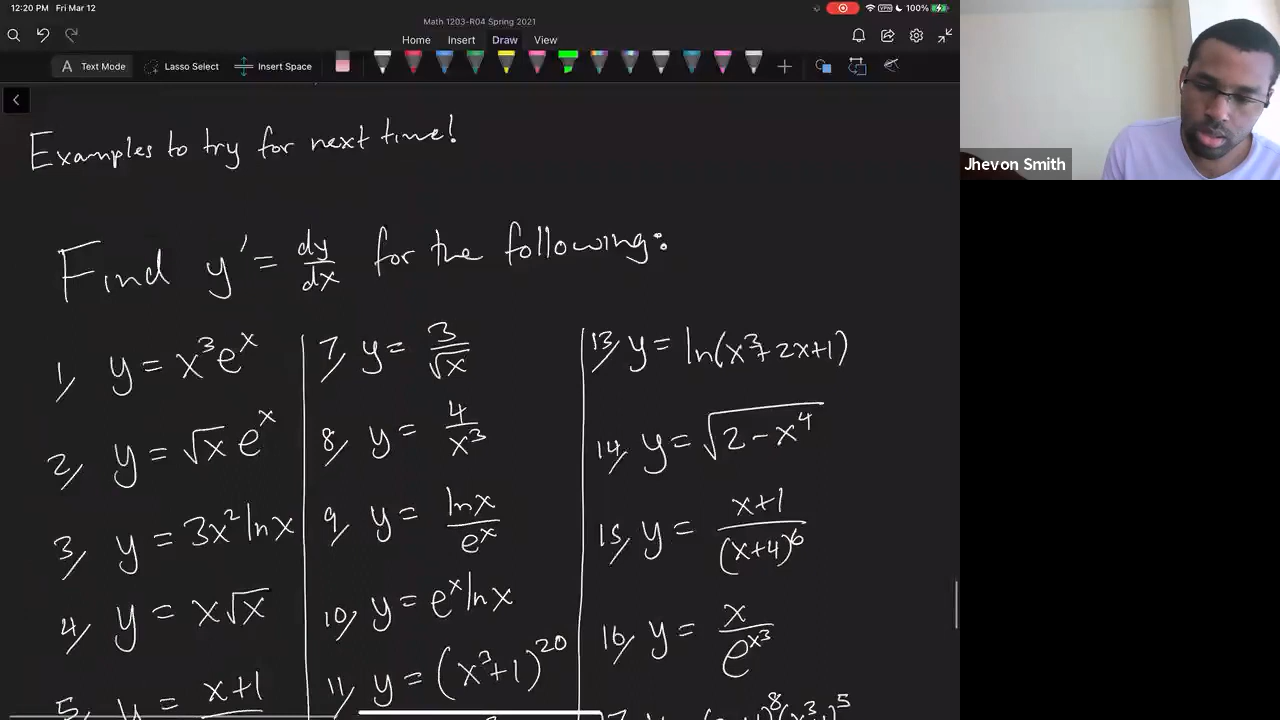 12:20 PM Fri Mar 12
VPN 100%
Math 1203-R04 Spring 2021
Home Insert Draw View
Text Mode Lasso Select Insert Space
Jhevon Smith
Examples to try for next time!
Find y' = dy/dx for the following:
1, y = x³eˣ
2, y = √x eˣ
3, y = 3x² ln x
4, y = x√x
5, y = x+1
7, y = 3/√x
8, y = 4/x³
9, y = ln x/eˣ
10, y = eˣ ln x
11, y = (x³+1)²⁰
13, y = ln(x³+2x+1)
14, y = √(2-x⁴)
15, y = x+1/(x+4)⁶
16, y = x/e^x³